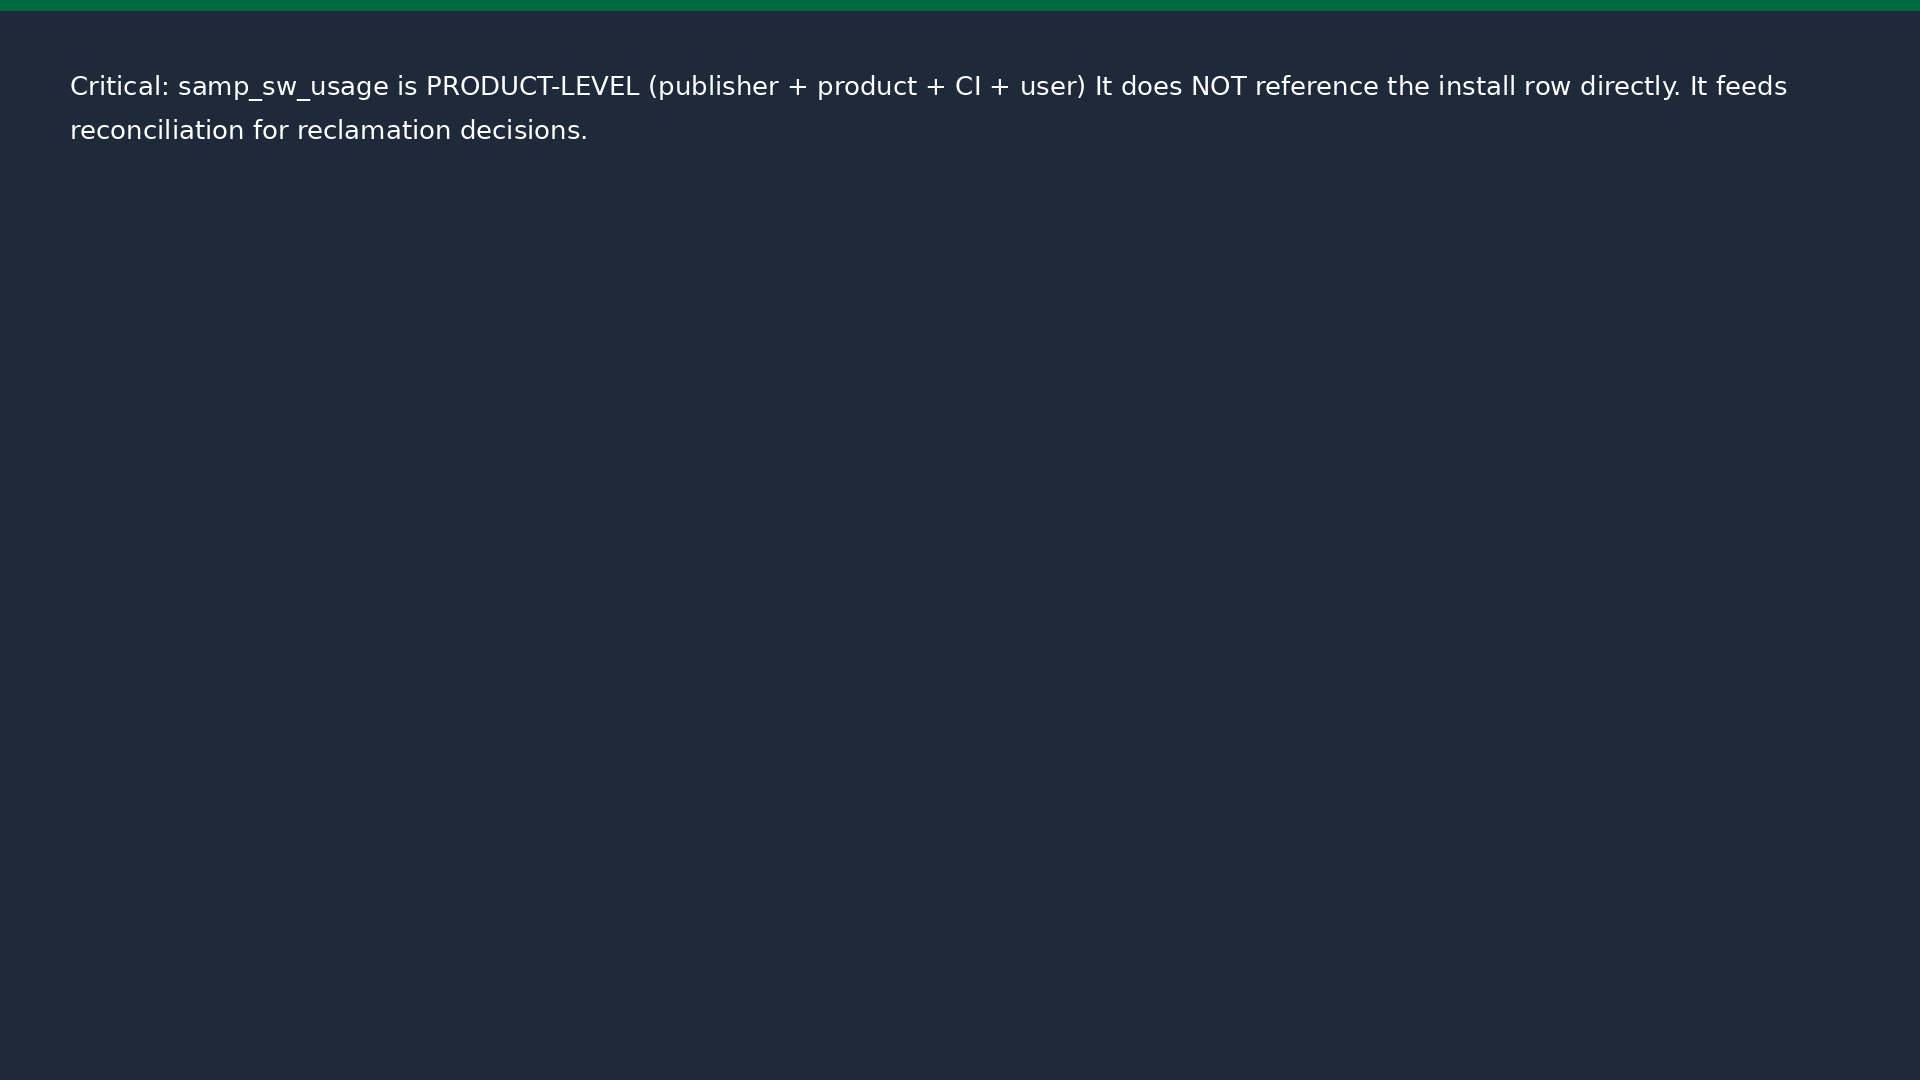 Critical: samp_sw_usage is PRODUCT-LEVEL (publisher + product + CI + user) It does NOT reference the install row directly. It feeds
reconciliation for reclamation decisions.